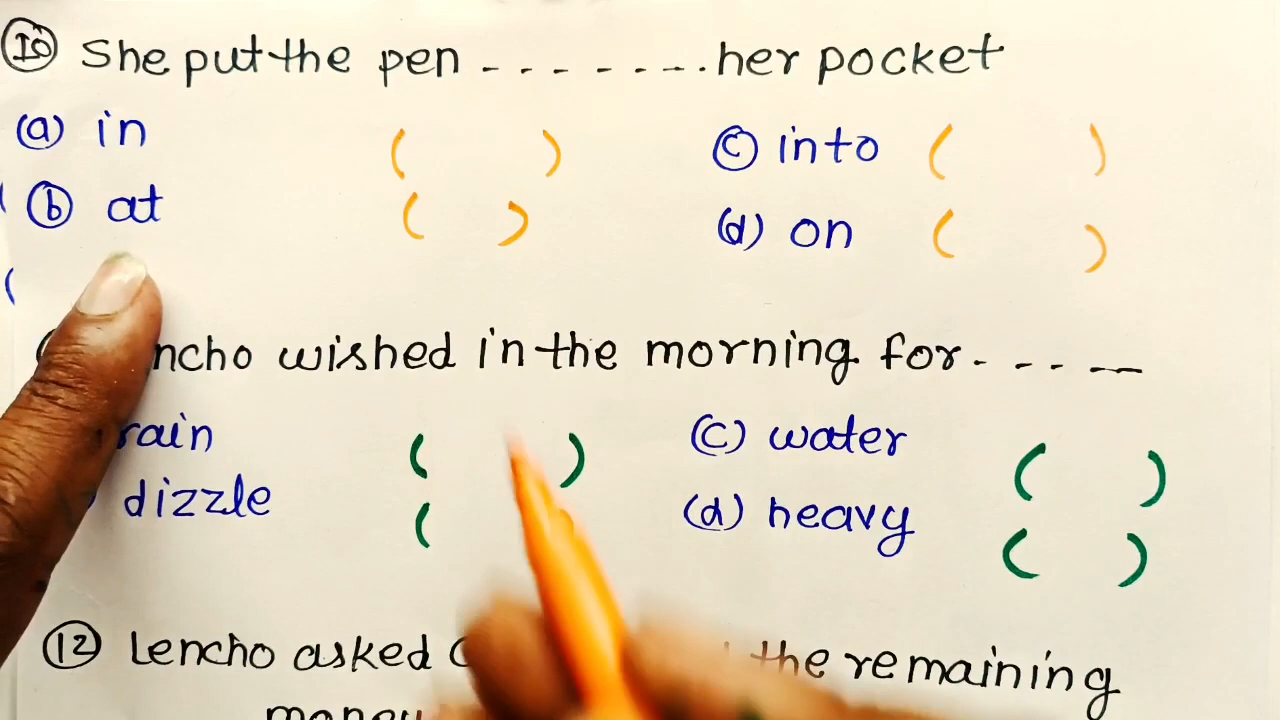 10 She put the pen - - - - - - - . her pocket
(a) in ( ) (c) into ( )
(b) at ( ) (d) on ( )
wished in the morning for - - - -
rain ( ) (c) water ( )
dizzle ( (d) heavy ( )
12 Lencho asked the remaining
money